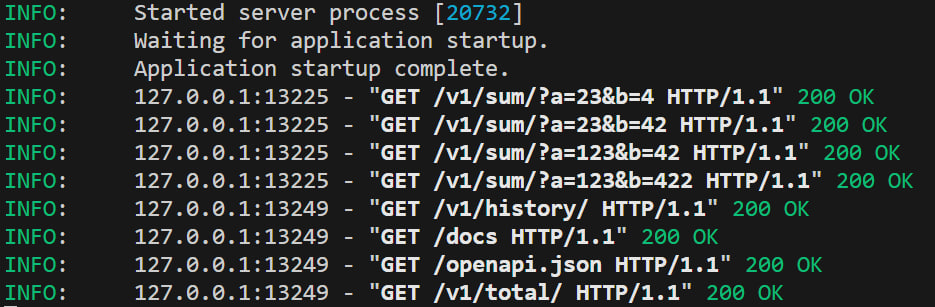 INFO:     Started server process [20732]
INFO:     Waiting for application startup.
INFO:     Application startup complete.
INFO:     127.0.0.1:13225 - "GET /v1/sum/?a=23&b=4 HTTP/1.1" 200 OK
INFO:     127.0.0.1:13225 - "GET /v1/sum/?a=23&b=42 HTTP/1.1" 200 OK
INFO:     127.0.0.1:13225 - "GET /v1/sum/?a=123&b=42 HTTP/1.1" 200 OK
INFO:     127.0.0.1:13225 - "GET /v1/sum/?a=123&b=422 HTTP/1.1" 200 OK
INFO:     127.0.0.1:13249 - "GET /v1/history/ HTTP/1.1" 200 OK
INFO:     127.0.0.1:13249 - "GET /docs HTTP/1.1" 200 OK
INFO:     127.0.0.1:13249 - "GET /openapi.json HTTP/1.1" 200 OK
INFO:     127.0.0.1:13249 - "GET /v1/total/ HTTP/1.1" 200 OK